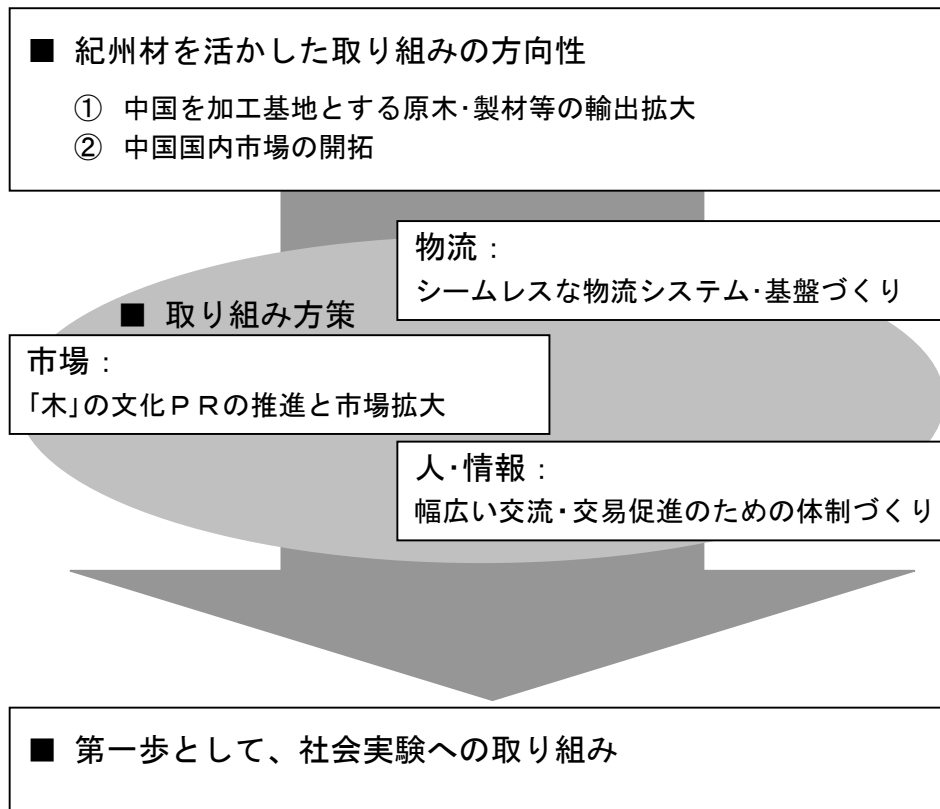 ■ 紀州材を活かした取り組みの方向性
① 中国を加工基地とする原木・製材等の輸出拡大
② 中国国内市場の開拓
物流：
シームレスな物流システム・基盤づくり
■ 取り組み方策
市場：
「木」の文化ＰＲの推進と市場拡大
人・情報：
幅広い交流・交易促進のための体制づくり
■ 第一歩として、社会実験への取り組み